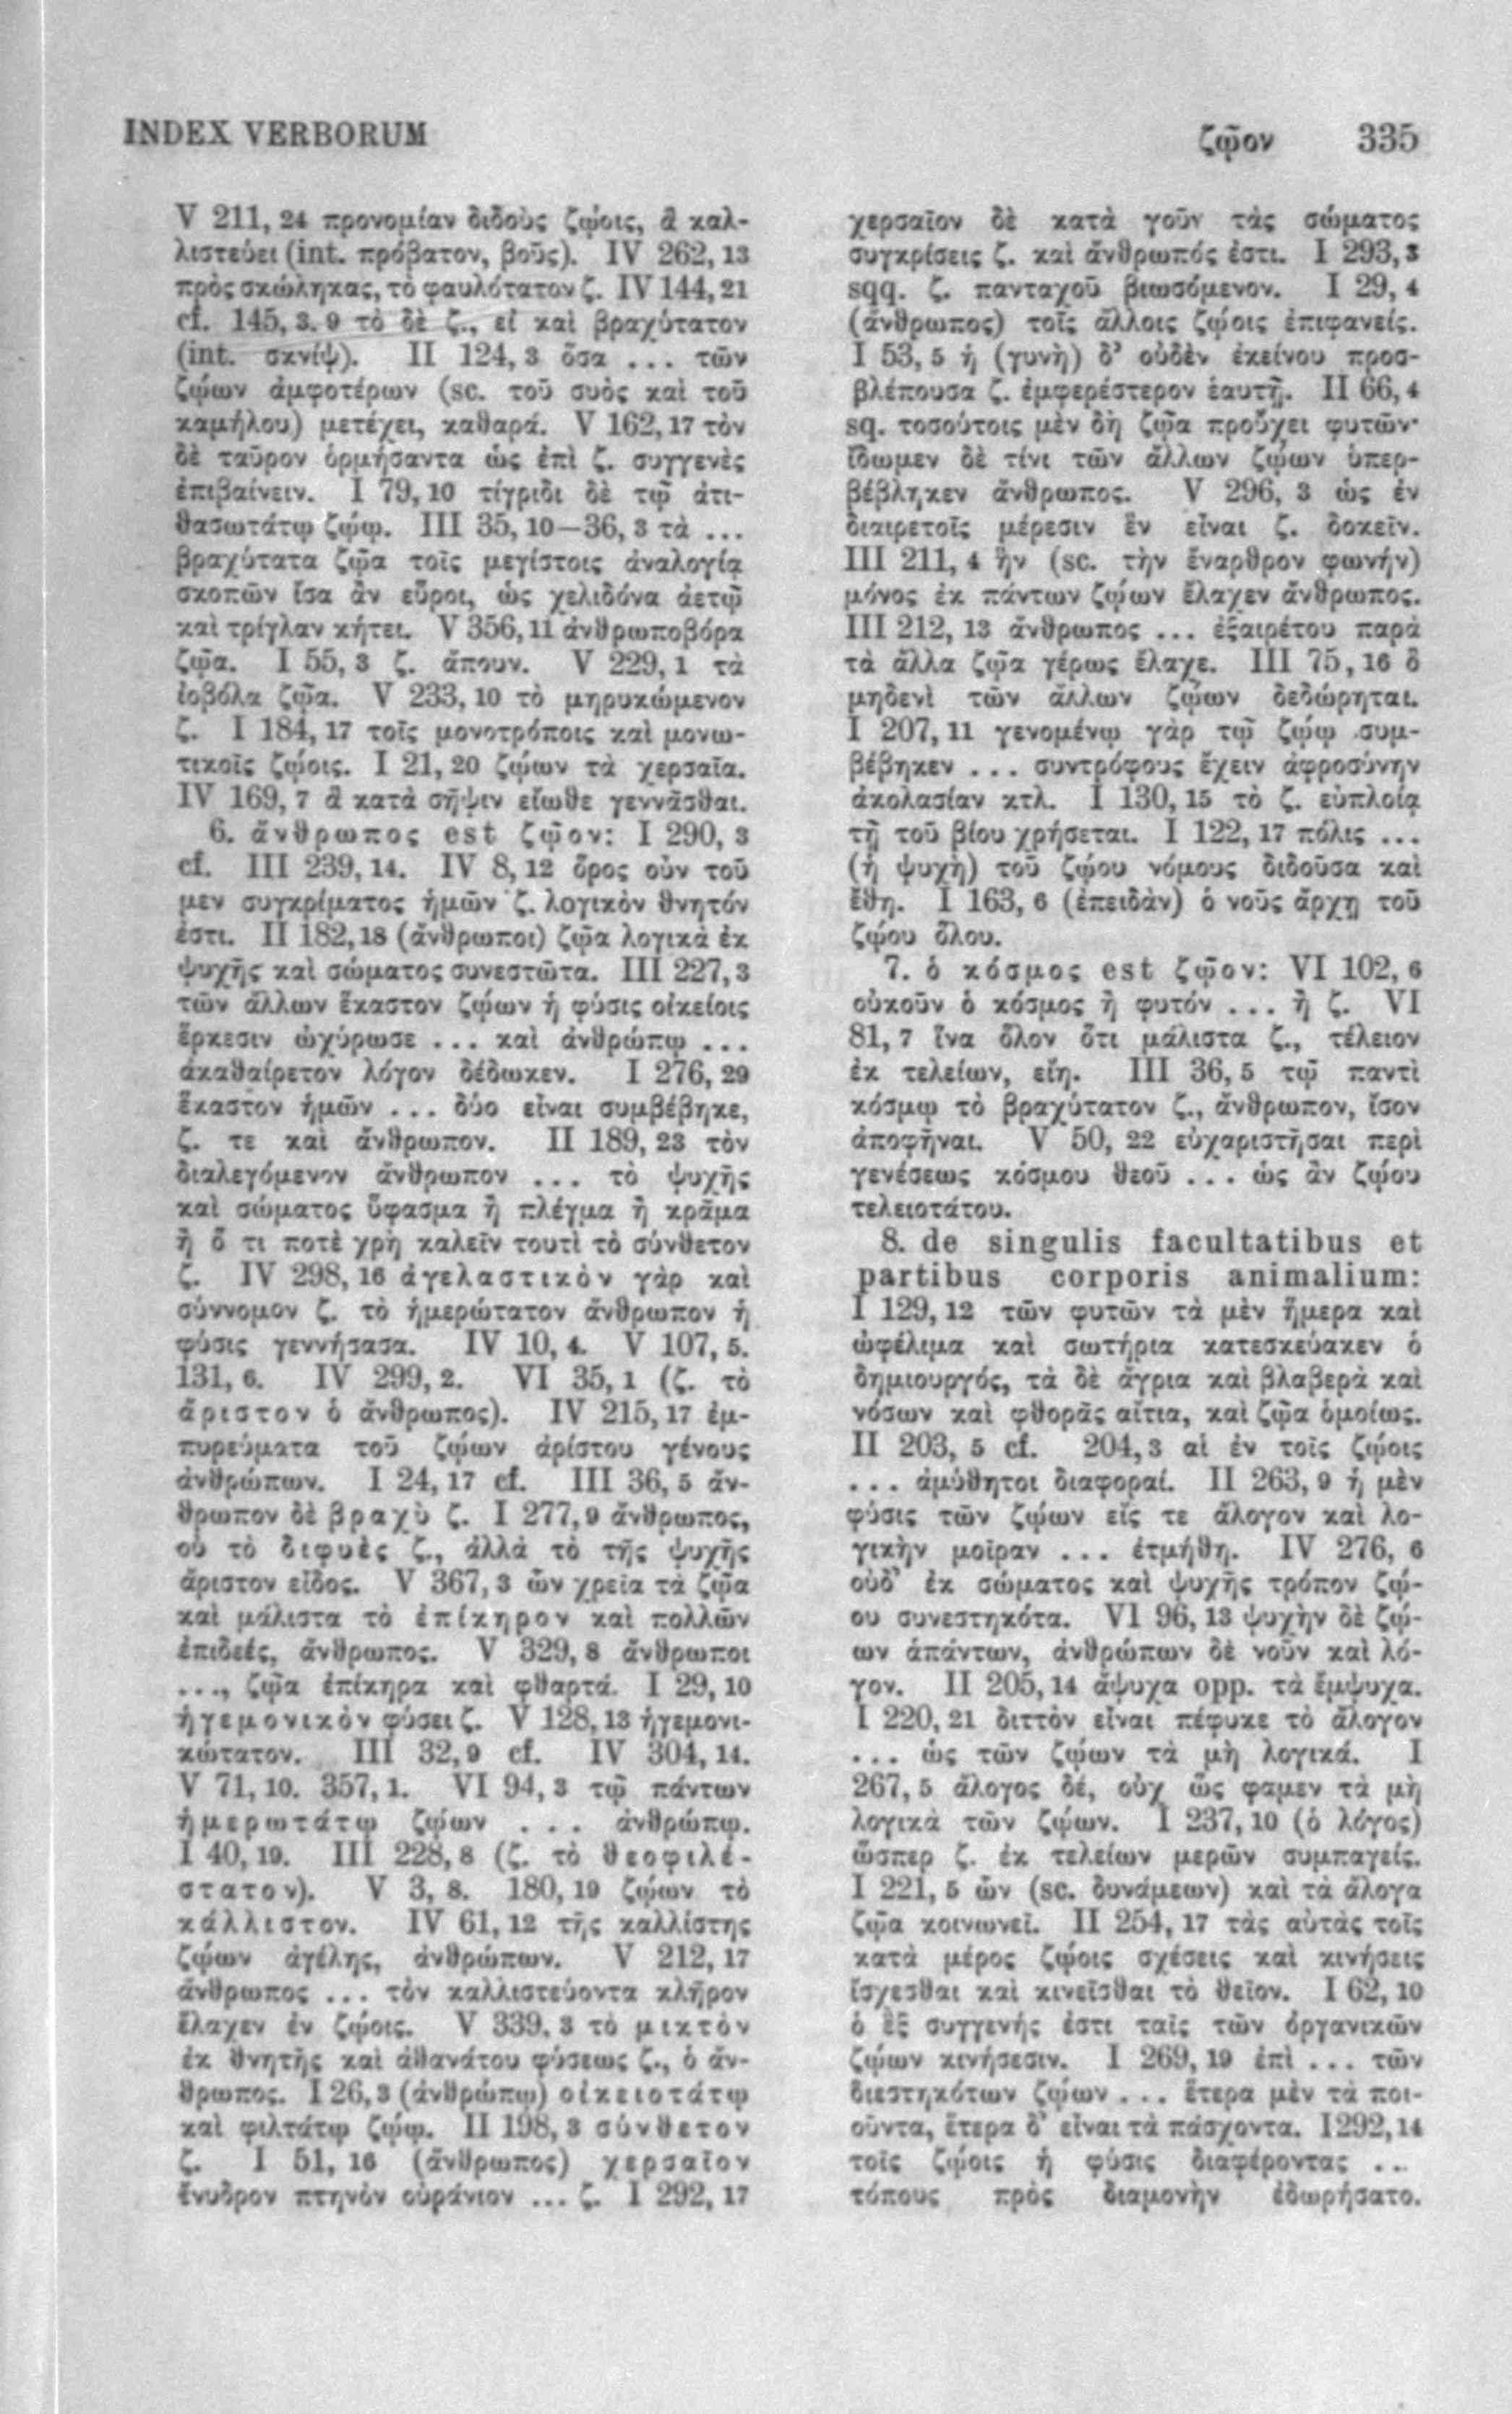 INDEX VERBORUM
ζῷον 335
V 211, 24 προνομίαν διδοὺς ζῴοις, ἃ καλ-
λιστεύει (int. πρόβατον, βοῦς). IV 262, 13
πρὸς σκώληκας, τὸ φαυλότατον ζ. IV 144, 21
cf. 145, 3. 9 τὸ δὲ ζ., εἰ καὶ βραχύτατον
(int. σκνίψ). II 124, 3 ὅσα ... τῶν
ζῴων ἀμφοτέρων (sc. τοῦ συὸς καὶ τοῦ
καμήλου) μετέχει, καθαρά. V 162, 17 τὸν
δὲ ταῦρον ὁρμήσαντα ὡς ἐπὶ ζ. συγγενὲς
ἐπιβαίνειν. I 79, 10 τίγριδι δὲ τῷ ἀτι-
θασωτάτῳ ζῴῳ. III 35, 10—36, 3 τὰ ...
βραχύτατα ζῷα τοῖς μεγίστοις ἀναλογίᾳ
σκοπῶν ἴσα ἂν εὕροι, ὡς χελιδόνα ἀετῷ
καὶ τρίγλαν κήτει. V 356, 11 ἀνθρωποβόρα
ζῷα. I 55, 3 ζ. ἄπουν. V 229, 1 τὰ
ἰοβόλα ζῷα. V 233, 10 τὸ μηρυκώμενον
ζ. I 184, 17 τοῖς μονοτρόποις καὶ μονω-
τικοῖς ζῴοις. I 21, 20 ζῴων τὰ χερσαῖα.
IV 169, 7 ἃ κατὰ σῆψιν εἴωθε γεννᾶσθαι.
6. ἄνθρωπος est ζῷον: I 290, 3
cf. III 239, 14. IV 8, 12 ὅρος οὖν τοῦ
μεν συγκρίματος ἡμῶν ζ. λογικὸν θνητόν
ἐστι. II 182, 18 (ἄνθρωποι) ζῷα λογικὰ ἐκ
ψυχῆς καὶ σώματος συνεστῶτα. III 227, 3
τῶν ἄλλων ἕκαστον ζῴων ἡ φύσις οἰκείοις
ἕρκεσιν ὠχύρωσε ... καὶ ἀνθρώπῳ ...
ἀκαθαίρετον λόγον δέδωκεν. I 276, 29
ἕκαστον ἡμῶν ... δύο εἶναι συμβέβηκε,
ζ. τε καὶ ἄνθρωπον. II 189, 23 τὸν
διαλεγόμενον ἄνθρωπον ... τὸ ψυχῆς
καὶ σώματος ὕφασμα ἢ πλέγμα ἢ κρᾶμα
ἢ ὅ τι ποτὲ χρὴ καλεῖν τουτὶ τὸ σύνθετον
ζ. IV 298, 16 ἀγελαστικὸν γὰρ καὶ
σύννομον ζ. τὸ ἡμερώτατον ἄνθρωπον ἡ
φύσις γεννήσασα. IV 10, 4. V 107, 5.
131, 6. IV 299, 2. VI 35, 1 (ζ. τὸ
ἄριστον ὁ ἄνθρωπος). IV 215, 17 ἐμ-
πυρεύματα τοῦ ζῴων ἀρίστου γένους
ἀνθρώπων. I 24, 17 cf. III 36, 5 ἄν-
θρωπον δὲ βραχὺ ζ. I 277, 9 ἄνθρωπος,
οὐ τὸ διφυὲς ζ., ἀλλὰ τὸ τῆς ψυχῆς
ἄριστον εἶδος. V 367, 3 ὧν χρεῖα τὰ ζῷα
καὶ μάλιστα τὸ ἐπίκηρον καὶ πολλῶν
ἐπιδεές, ἄνθρωπος. V 329, 8 ἄνθρωποι
..., ζῷα ἐπίκηρα καὶ φθαρτά. I 29, 10
ἡγεμονικὸν φύσει ζ. V 128, 13 ἡγεμονι-
κώτατον. III 32, 9 cf. IV 304, 14.
V 71, 10. 357, 1. VI 94, 3 τῷ πάντων
ἡμερωτάτῳ ζῴων ... ἀνθρώπῳ.
I 40, 19. III 228, 8 (ζ. τὸ θεοφιλέ-
στατον). V 3, 8. 180, 19 ζῴων τὸ
κάλλιστον. IV 61, 12 τῆς καλλίστης
ζῴων ἀγέλης, ἀνθρώπων. V 212, 17
ἄνθρωπος ... τὸν καλλιστεύοντα κλῆρον
ἔλαχεν ἐν ζῴοις. V 339, 3 τὸ μικτὸν
ἐκ θνητῆς καὶ ἀθανάτου φύσεως ζ., ὁ ἄν-
θρωπος. I 26, 3 (ἀνθρώπῳ) οἰκειοτάτῳ
καὶ φιλτάτῳ ζῴῳ. II 198, 3 σύνθετον
ζ. I 51, 16 (ἄνθρωπος) χερσαῖον
ἔνυδρον πτηνὸν οὐράνιον ... ζ. I 292, 17
χερσαῖον δὲ κατὰ γοῦν τὰς σώματος
συγκρίσεις ζ. καὶ ἄνθρωπός ἐστι. I 293, 3
sqq. ζ. πανταχοῦ βιωσόμενον. I 29, 4
(ἄνθρωπος) τοῖς ἄλλοις ζῴοις ἐπιφανείς.
I 53, 5 ἡ (γυνὴ) δ’ οὐδὲν ἐκείνου προσ-
βλέπουσα ζ. ἐμφερέστερον ἑαυτῇ. II 66, 4
sq. τοσούτοις μὲν δὴ ζῷα προὔχει φυτῶν·
ἴδωμεν δὲ τίνι τῶν ἄλλων ζῴων ὑπερ-
βέβληκεν ἄνθρωπος. V 296, 3 ὡς ἐν
διαιρετοῖς μέρεσιν ἓν εἶναι ζ. δοκεῖν.
III 211, 4 ἣν (sc. τὴν ἔναρθρον φωνήν)
μόνος ἐκ πάντων ζῴων ἔλαχεν ἄνθρωπος.
III 212, 13 ἄνθρωπος ... ἐξαιρέτου παρὰ
τὰ ἄλλα ζῷα γέρως ἔλαχε. III 75, 16 ὃ
μηδενὶ τῶν ἄλλων ζῴων δεδώρηται.
I 207, 11 γενομένῳ γὰρ τῷ ζῴῳ συμ-
βέβηκεν ... συντρόφους ἔχειν ἀφροσύνην
ἀκολασίαν κτλ. I 130, 15 τὸ ζ. εὐπλοίᾳ
τῇ τοῦ βίου χρήσεται. I 122, 17 πόλις ...
(ἡ ψυχὴ) τοῦ ζῴου νόμους διδοῦσα καὶ
ἔθη. I 163, 6 (ἐπειδὰν) ὁ νοῦς ἄρχῃ τοῦ
ζῴου ὅλου.
7. ὁ κόσμος est ζῷον: VI 102, 6
οὐκοῦν ὁ κόσμος ἢ φυτόν ... ἢ ζ. VI
81, 7 ἵνα ὅλον ὅτι μάλιστα ζ., τέλειον
ἐκ τελείων, εἴη. III 36, 5 τῷ παντὶ
κόσμῳ τὸ βραχύτατον ζ., ἄνθρωπον, ἴσον
ἀποφῆναι. V 50, 22 εὐχαριστῆσαι περὶ
γενέσεως κόσμου θεοῦ ... ὡς ἂν ζῴου
τελειοτάτου.
8. de singulis facultatibus et
partibus corporis animalium:
I 129, 12 τῶν φυτῶν τὰ μὲν ἥμερα καὶ
ὠφέλιμα καὶ σωτήρια κατεσκεύακεν ὁ
δημιουργός, τὰ δὲ ἄγρια καὶ βλαβερὰ καὶ
νόσων καὶ φθορᾶς αἴτια, καὶ ζῷα ὁμοίως.
II 203, 5 cf. 204, 3 αἱ ἐν τοῖς ζῴοις
... ἀμύθητοι διαφοραί. II 263, 9 ἡ μὲν
φύσις τῶν ζῴων εἴς τε ἄλογον καὶ λο-
γικὴν μοῖραν ... ἐτμήθη. IV 276, 6
οὐδ’ ἐκ σώματος καὶ ψυχῆς τρόπον ζῴ-
ου συνεστηκότα. VI 96, 13 ψυχὴν δὲ ζῴ-
ων ἁπάντων, ἀνθρώπων δὲ νοῦν καὶ λό-
γον. II 205, 14 ἄψυχα opp. τὰ ἔμψυχα.
I 220, 21 διττὸν εἶναι πέφυκε τὸ ἄλογον
... ὡς τῶν ζῴων τὰ μὴ λογικά. I
267, 5 ἄλογος δέ, οὐχ ὥς φαμεν τὰ μὴ
λογικὰ τῶν ζῴων. I 237, 10 (ὁ λόγος)
ὥσπερ ζ. ἐκ τελείων μερῶν συμπαγείς.
I 221, 5 ὧν (sc. δυνάμεων) καὶ τὰ ἄλογα
ζῷα κοινωνεῖ. II 254, 17 τὰς αὐτὰς τοῖς
κατὰ μέρος ζῴοις σχέσεις καὶ κινήσεις
ἴσχεσθαι καὶ κινεῖσθαι τὸ θεῖον. I 62, 10
ὁ ἓξ συγγενής ἐστι ταῖς τῶν ὀργανικῶν
ζῴων κινήσεσιν. I 269, 19 ἐπὶ ... τῶν
διεστηκότων ζῴων ... ἕτερα μὲν τὰ ποι-
οῦντα, ἕτερα δ’ εἶναι τὰ πάσχοντα. I 292, 14
τοῖς ζῴοις ἡ φύσις διαφέροντας ...
τόπους πρὸς διαμονὴν ἐδωρήσατο.